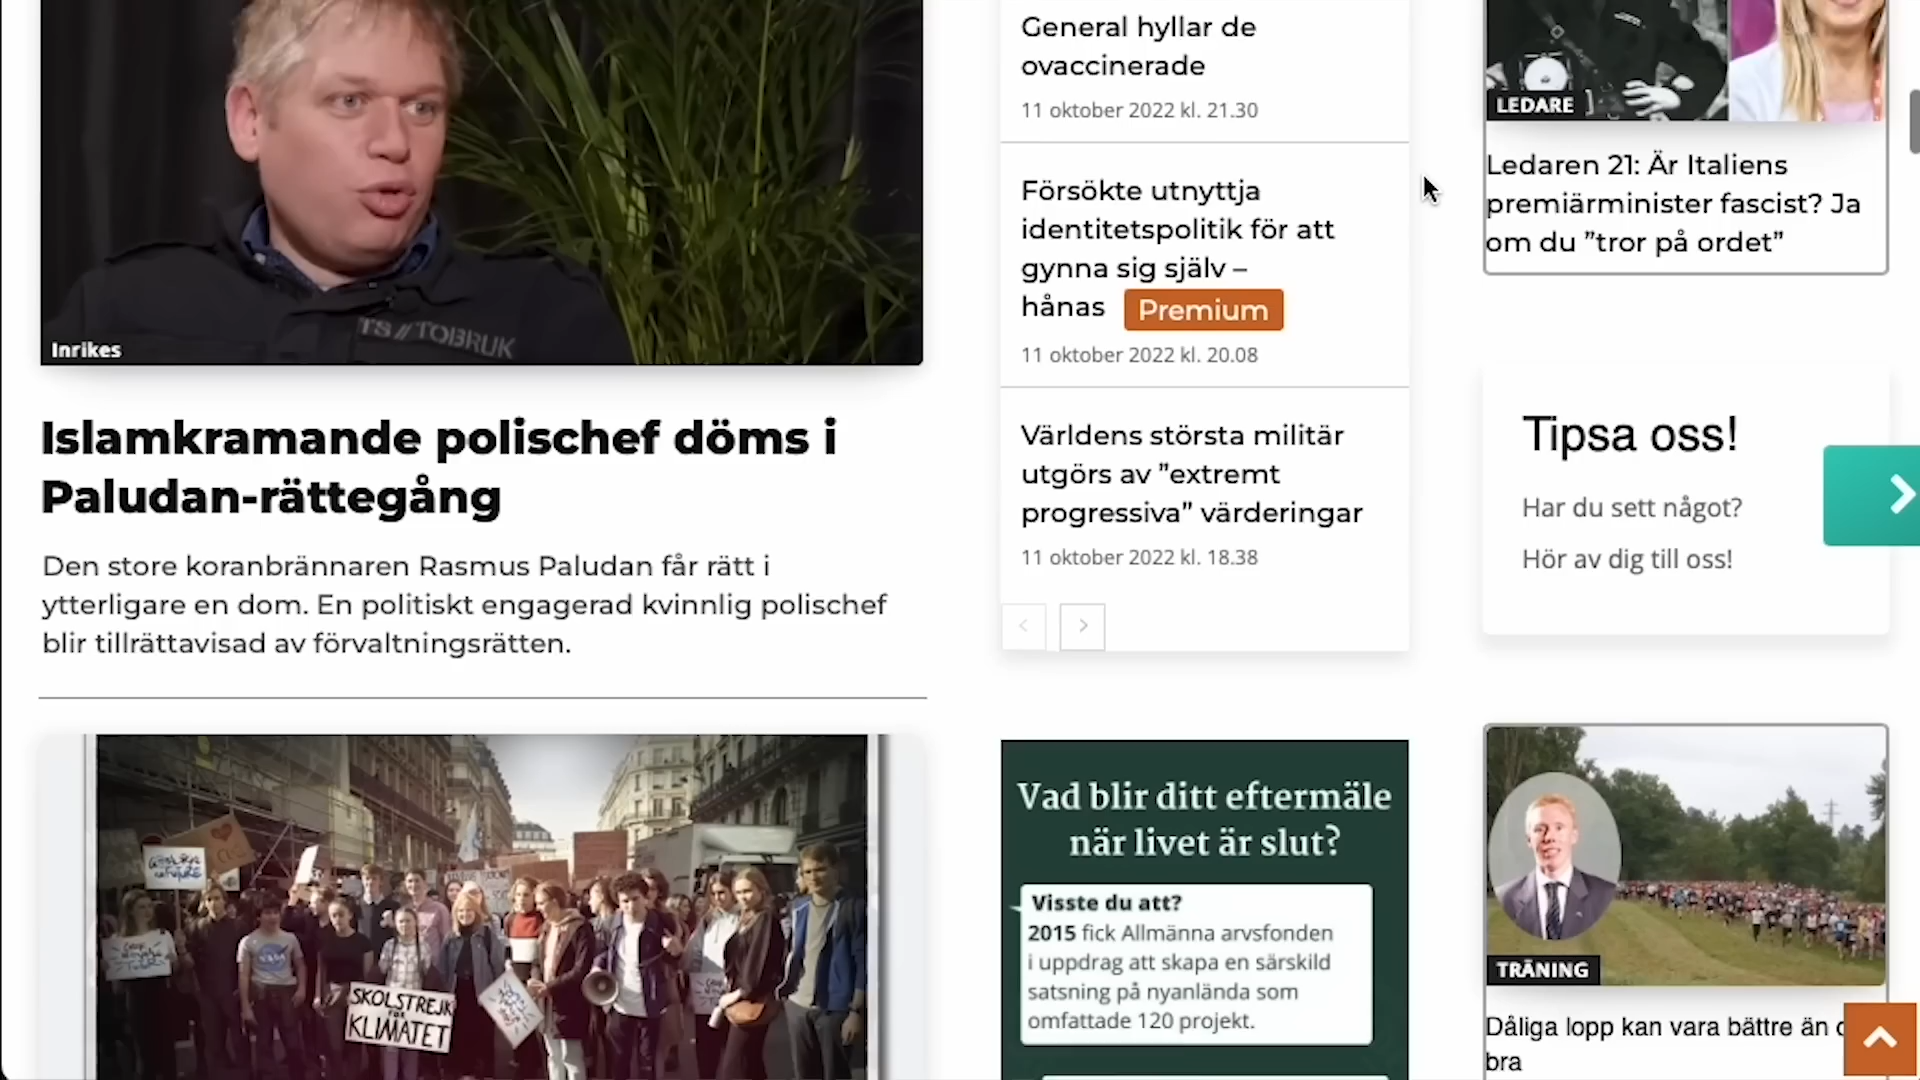 TS // TOBRUK
Inrikes
Islamkramande polischef döms i
Paludan-rättegång
Den store koranbrännaren Rasmus Paludan får rätt i
ytterligare en dom. En politiskt engagerad kvinnlig polischef
blir tillrättavisad av förvaltningsrätten.
SKOLSTREJK
FÖR
KLIMATET
General hyllar de
ovaccinerade
11 oktober 2022 kl. 21.30
Försökte utnyttja
identitetspolitik för att
gynna sig själv –
hånas Premium
11 oktober 2022 kl. 20.08
Världens största militär
utgörs av ”extremt
progressiva” värderingar
11 oktober 2022 kl. 18.38
Vad blir ditt eftermäle
när livet är slut?
Visste du att?
2015 fick Allmänna arvsfonden
i uppdrag att skapa en särskild
satsning på nyanlända som
omfattade 120 projekt.
LEDARE
Ledaren 21: Är Italiens
premiärminister fascist? Ja
om du ”tror på ordet”
Tipsa oss!
Har du sett något?
Hör av dig till oss!
TRÄNING
Dåliga lopp kan vara bättre än
bra